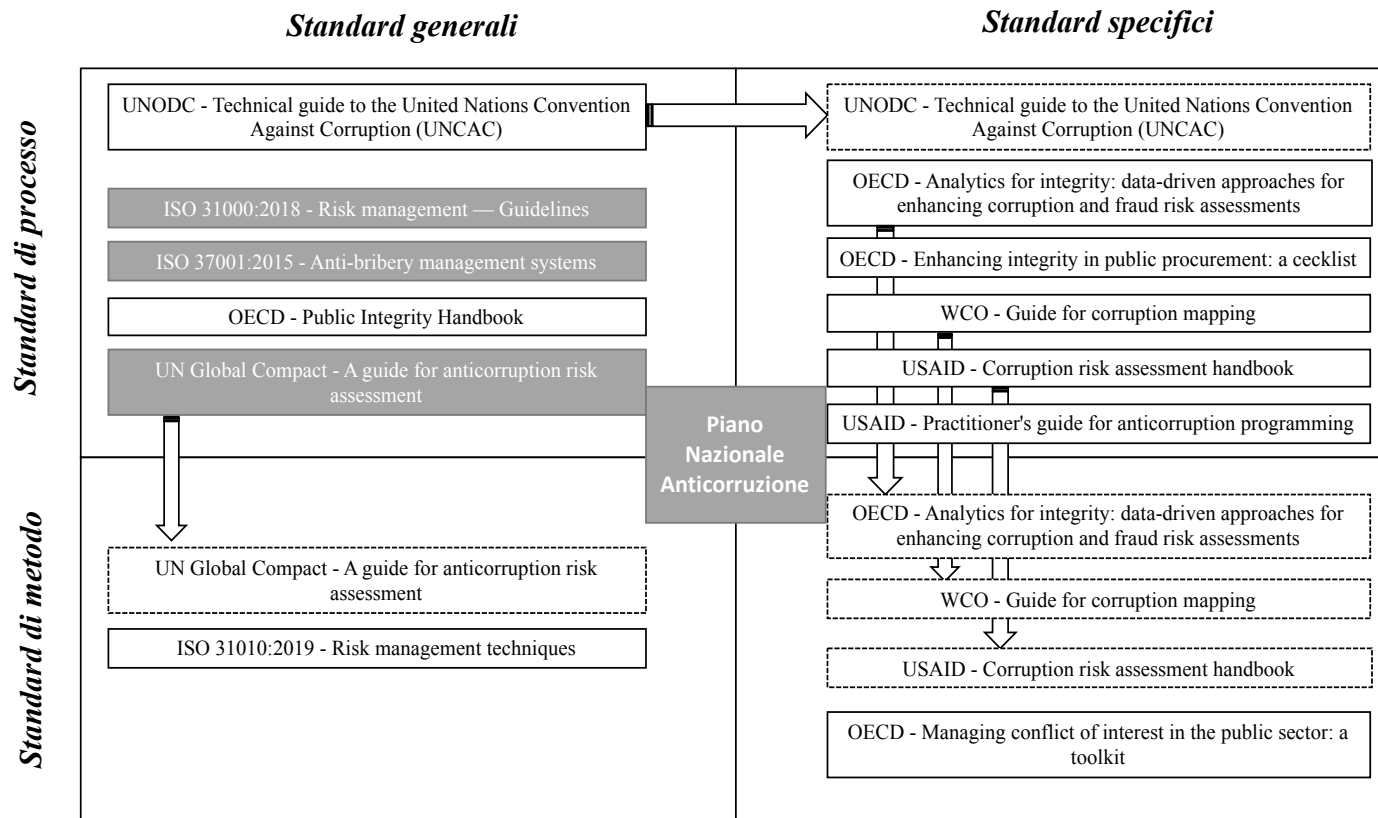 Standard generali
Standard specifici
Standard di processo
UNODC - Technical guide to the United Nations Convention
Against Corruption (UNCAC)
ISO 31000:2018 - Risk management — Guidelines
ISO 37001:2015 - Anti-bribery management systems
OECD - Public Integrity Handbook
UN Global Compact - A guide for anticorruption risk
assessment
UNODC - Technical guide to the United Nations Convention
Against Corruption (UNCAC)
OECD - Analytics for integrity: data-driven approaches for
enhancing corruption and fraud risk assessments
OECD - Enhancing integrity in public procurement: a cecklist
WCO - Guide for corruption mapping
USAID - Corruption risk assessment handbook
USAID - Practitioner's guide for anticorruption programming
Piano
Nazionale
Anticorruzione
Standard di metodo
UN Global Compact - A guide for anticorruption risk
assessment
ISO 31010:2019 - Risk management techniques
OECD - Analytics for integrity: data-driven approaches for
enhancing corruption and fraud risk assessments
WCO - Guide for corruption mapping
USAID - Corruption risk assessment handbook
OECD - Managing conflict of interest in the public sector: a
toolkit